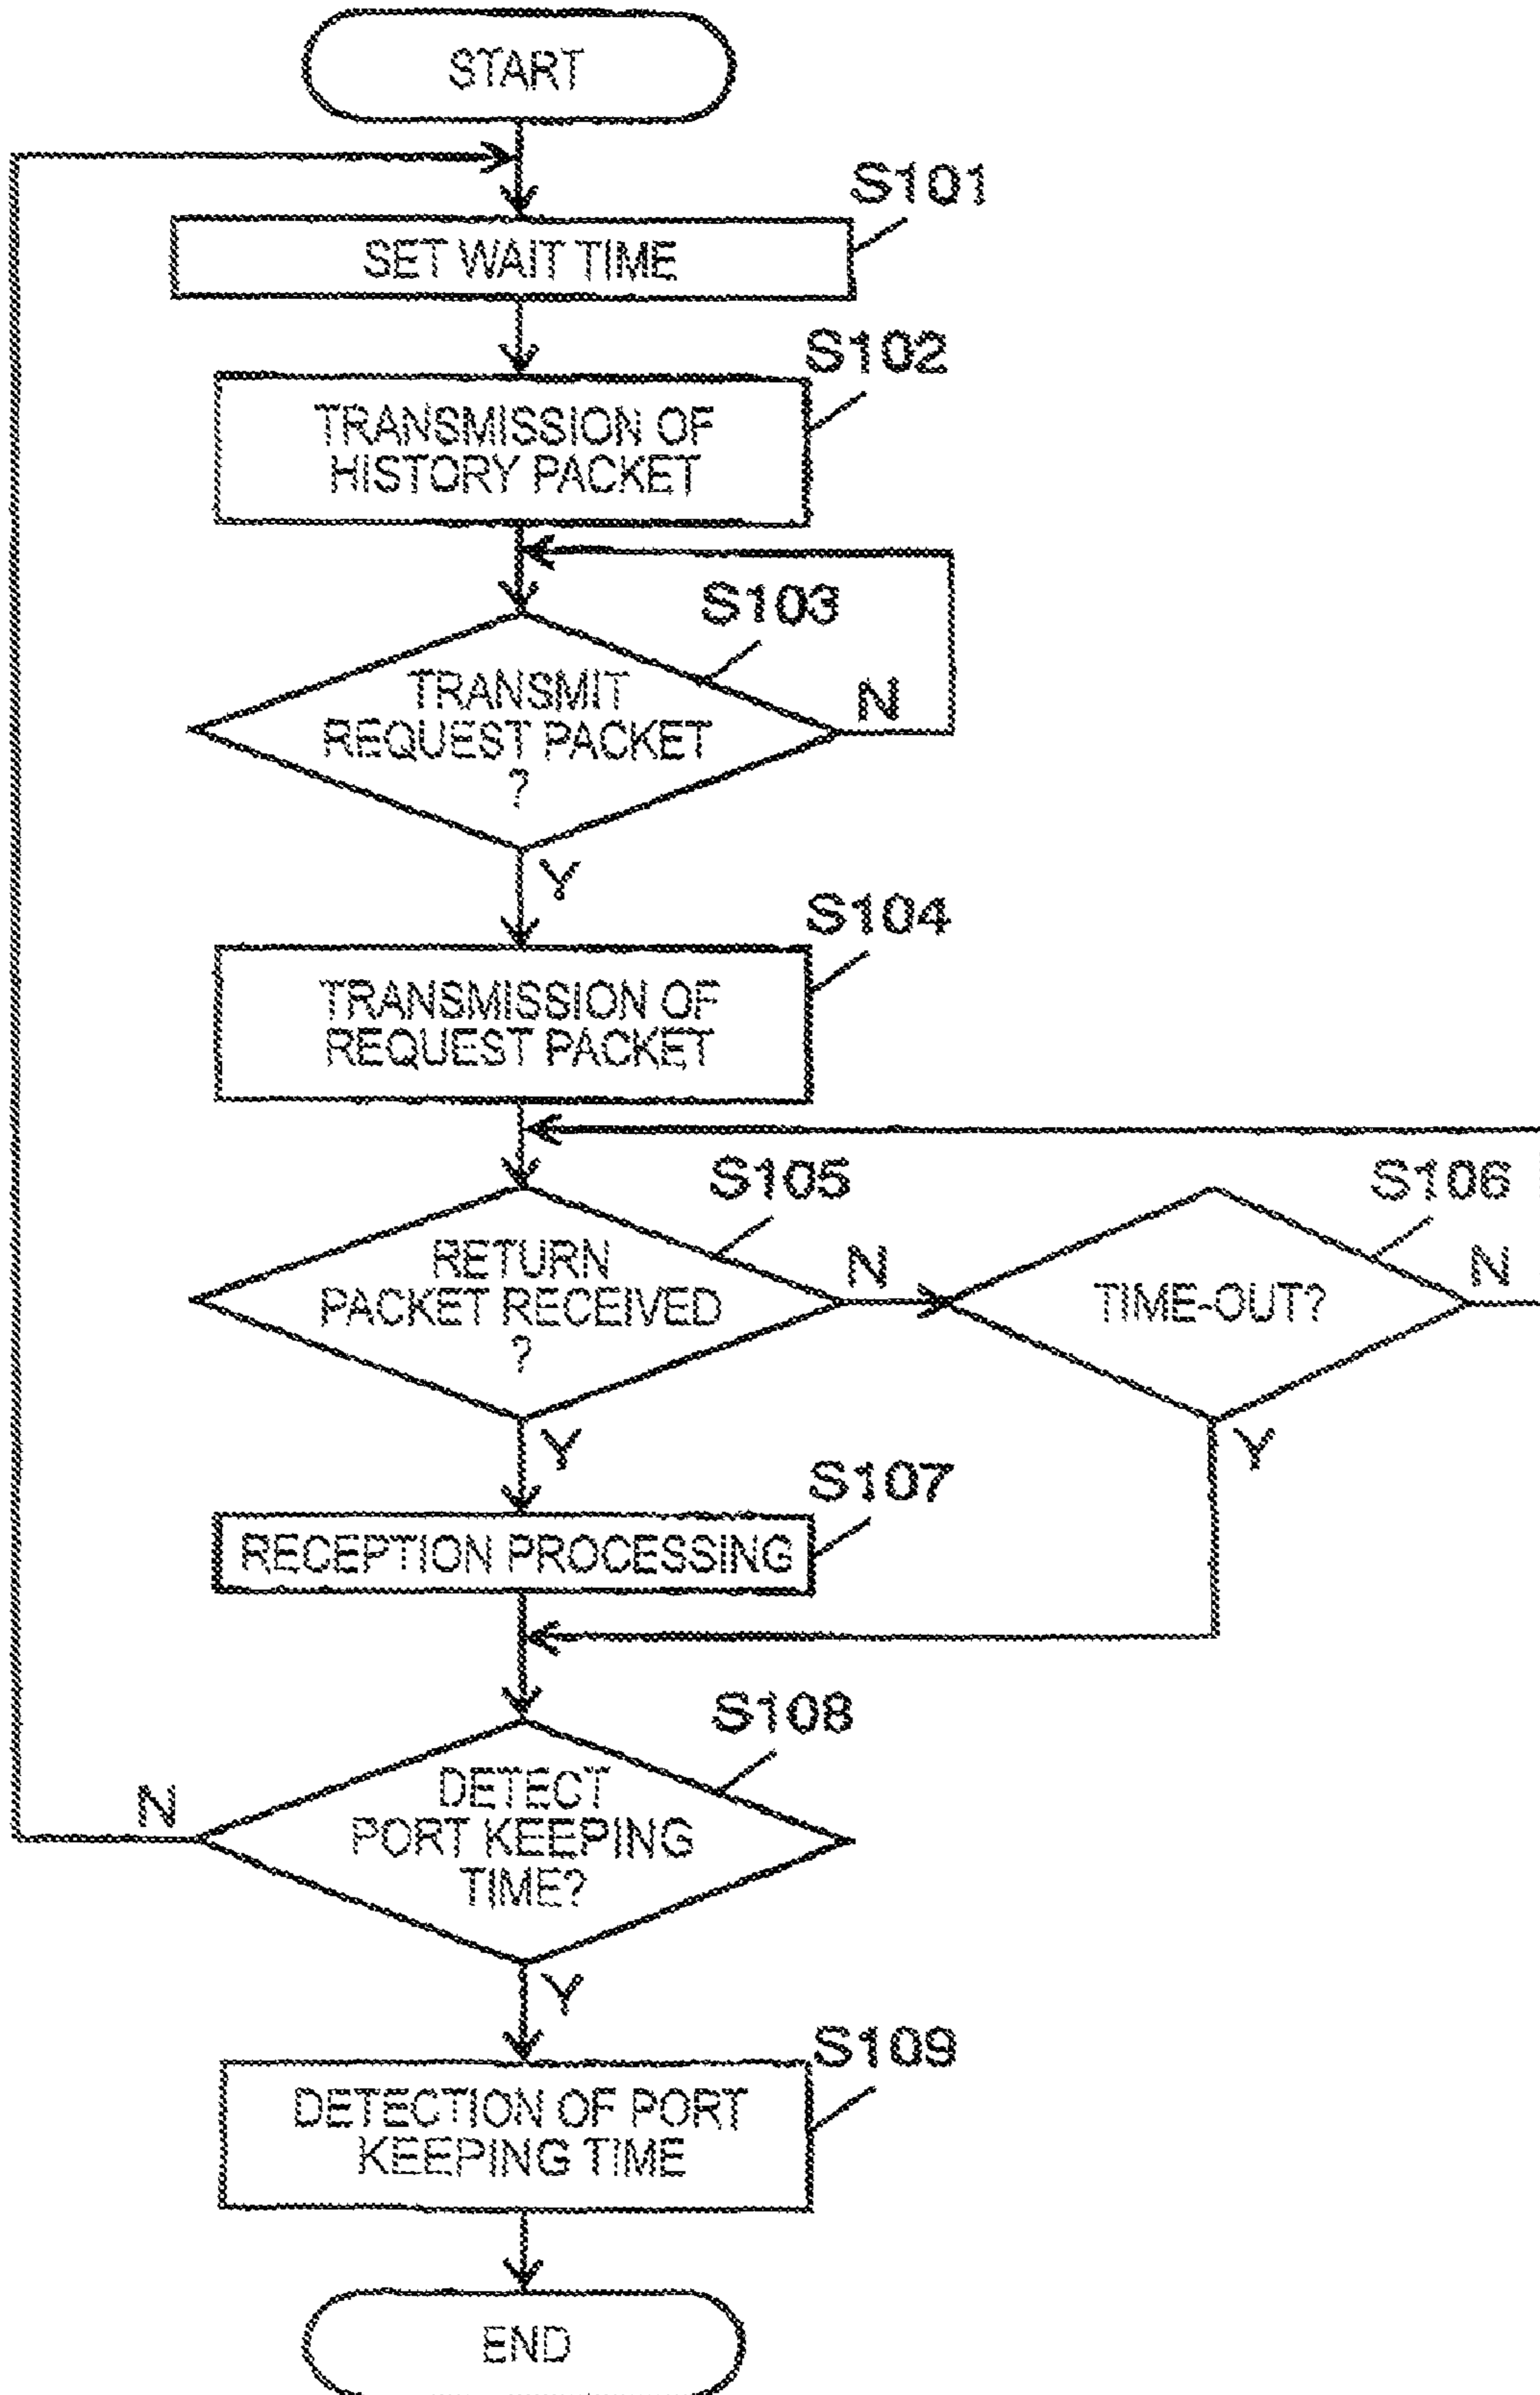 START
S101
SET WAIT TIME
S102
TRANSMISSION OF
HISTORY PACKET
S103
TRANSMIT
REQUEST PACKET
?
N
Y
S104
TRANSMISSION OF
REQUEST PACKET
S105
RETURN
PACKET RECEIVED
?
N
S106
TIME-OUT?
N
Y
Y
S107
RECEPTION PROCESSING
S108
DETECT
PORT KEEPING
TIME?
N
Y
S109
DETECTION OF PORT
KEEPING TIME
END